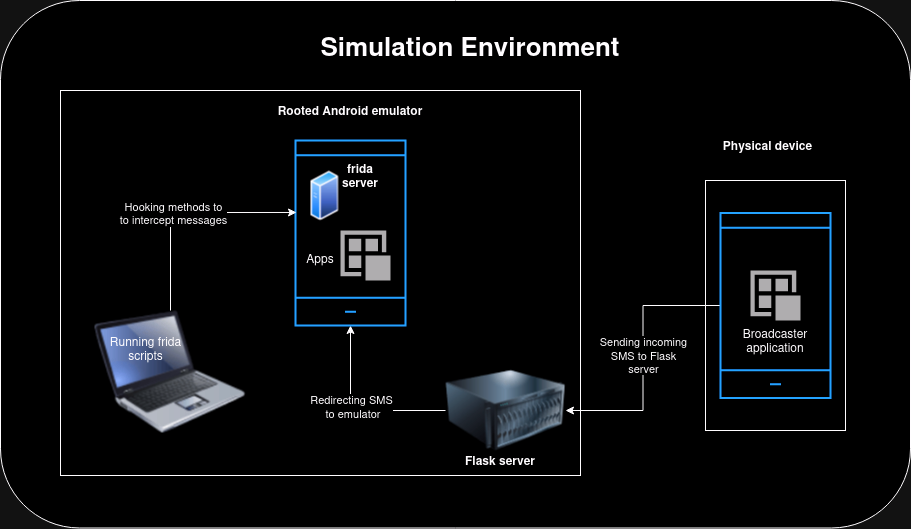 Simulation Environment
Rooted Android emulator
Physical device
frida
server
Hooking methods to
to intercept messages
Apps
Running frida
scripts
Sending incoming
SMS to Flask
server
Broadcaster
application
Redirecting SMS
to emulator
Flask server